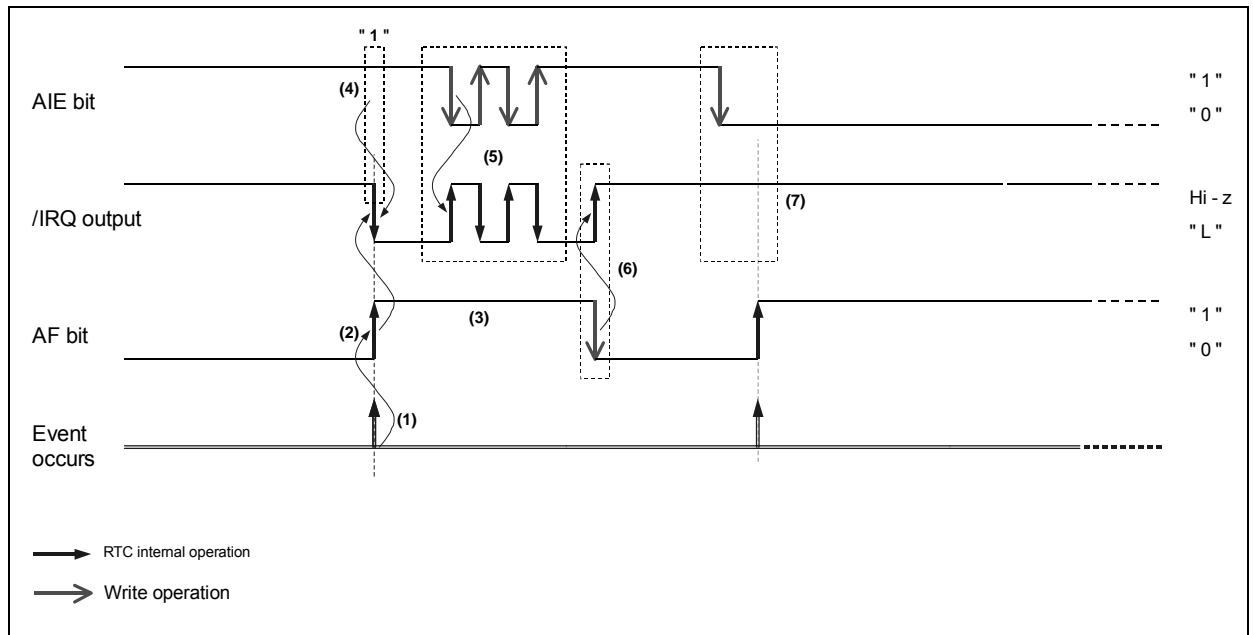 " 1 "
AIE bit
(4)
" 1 "
" 0 "
(5)
/IRQ output
(7)
Hi - z
" L "
(6)
AF bit
(2)
(3)
" 1 "
" 0 "
(1)
Event
occurs
RTC internal operation
Write operation